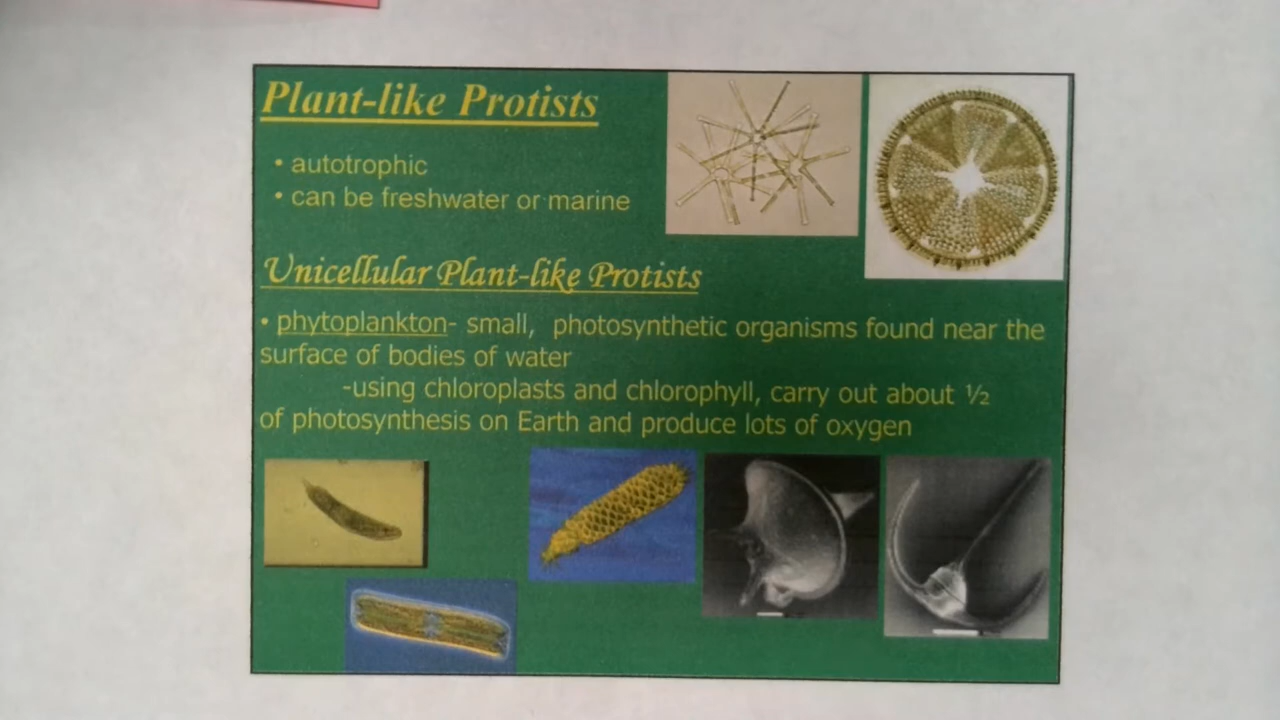 Plant-like Protists
• autotrophic
• can be freshwater or marine
Unicellular Plant-like Protists
• phytoplankton- small, photosynthetic organisms found near the
surface of bodies of water
-using chloroplasts and chlorophyll, carry out about ½
of photosynthesis on Earth and produce lots of oxygen